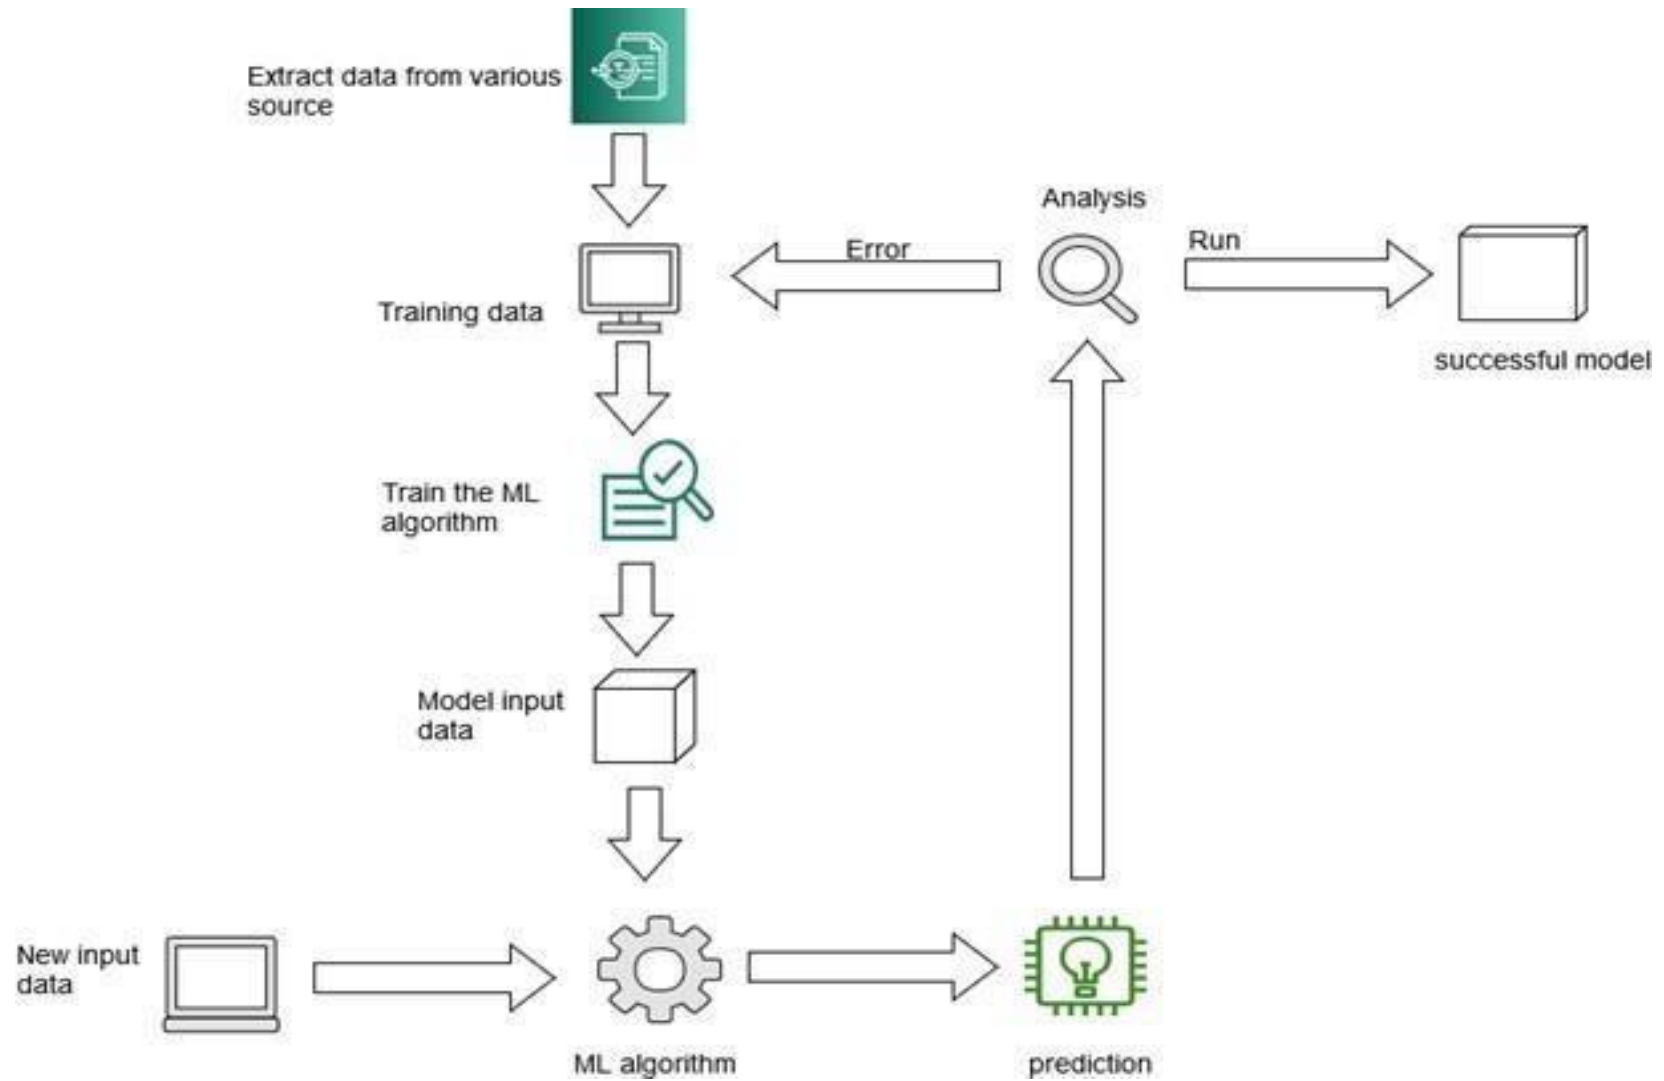 Extract data from various
source
Analysis
Error
Run
Training data
successful model
Train the ML
algorithm
Model input
data
New input
data
ML algorithm
prediction